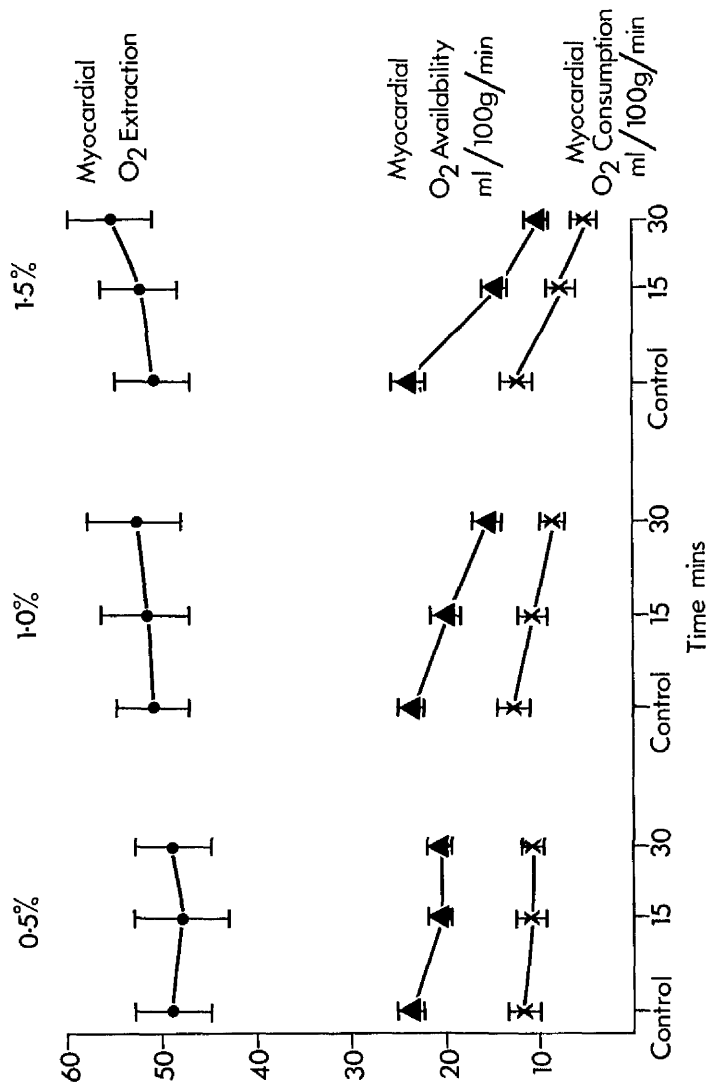 0·5%
1·0%
1·5%
Myocardial
O2 Extraction
Myocardial
O2 Availability
ml/100g/min
Myocardial
O2 Consumption
ml/100g/min
60
50
40
30
20
10
Control 15 30 Control 15 30 Control 15 30
Time mins